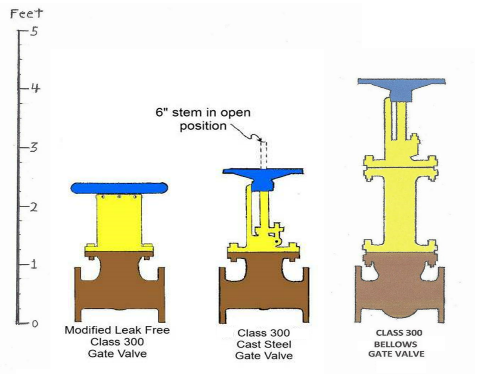 Feet
5
4
3
2
1
0
6" stem in open
position
Modified Leak Free
Class 300
Gate Valve
Class 300
Cast Steel
Gate Valve
CLASS 300
BELLOWS
GATE VALVE